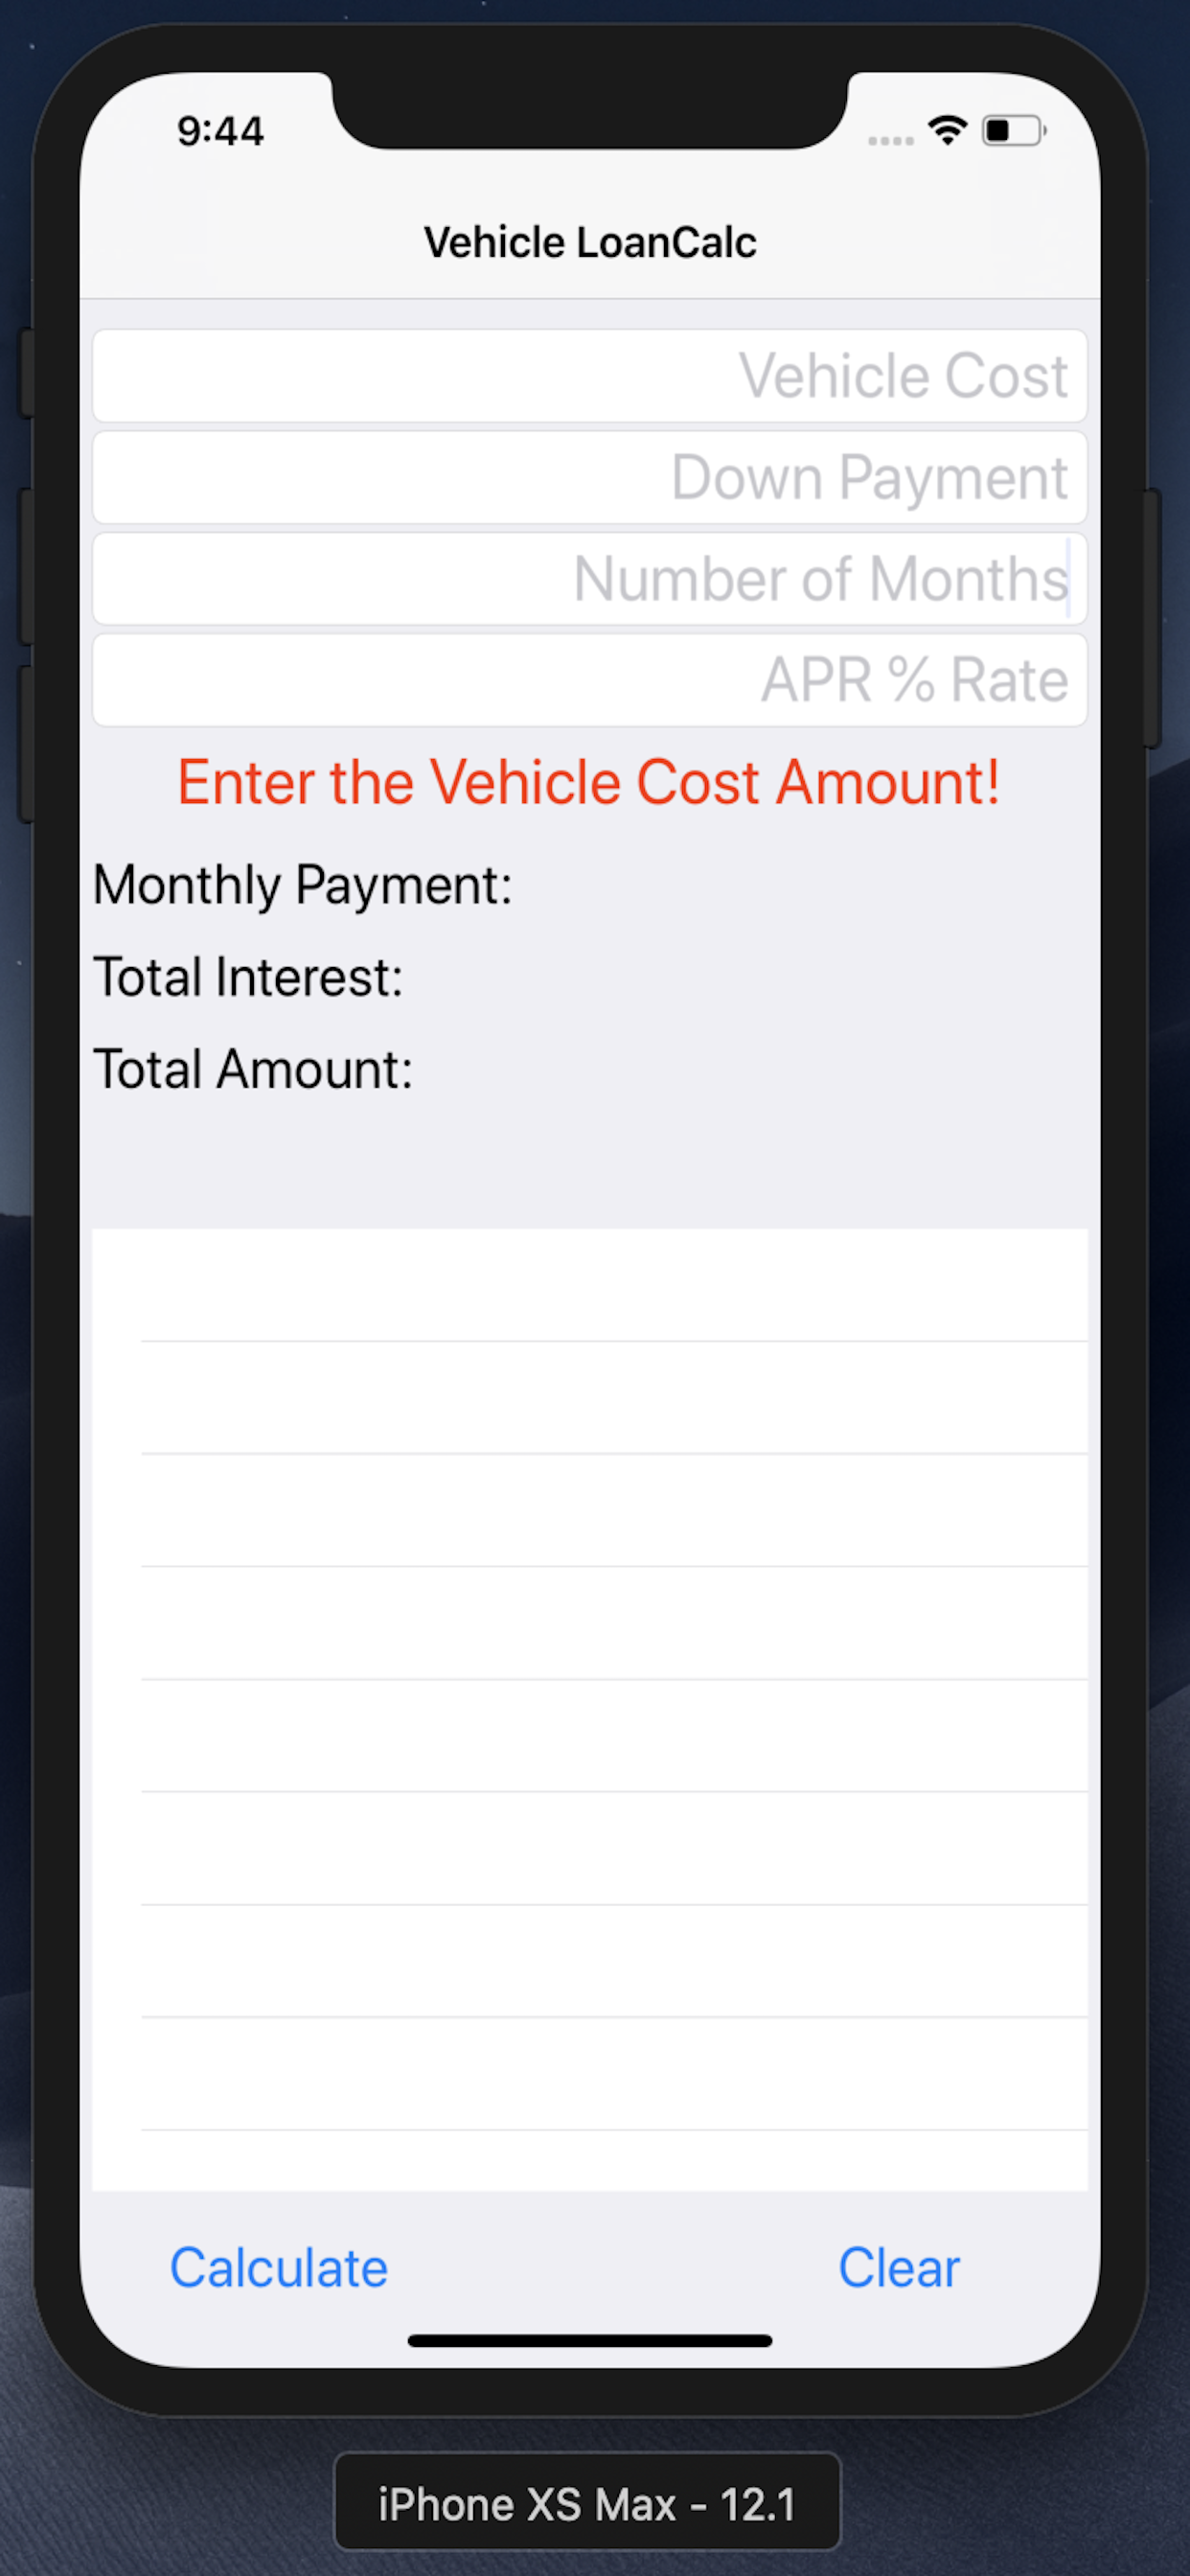 9:44
Vehicle LoanCalc
Vehicle Cost
Down Payment
Number of Months
APR % Rate
Enter the Vehicle Cost Amount!
Monthly Payment:
Total Interest:
Total Amount:
Calculate Clear
iPhone XS Max - 12.1